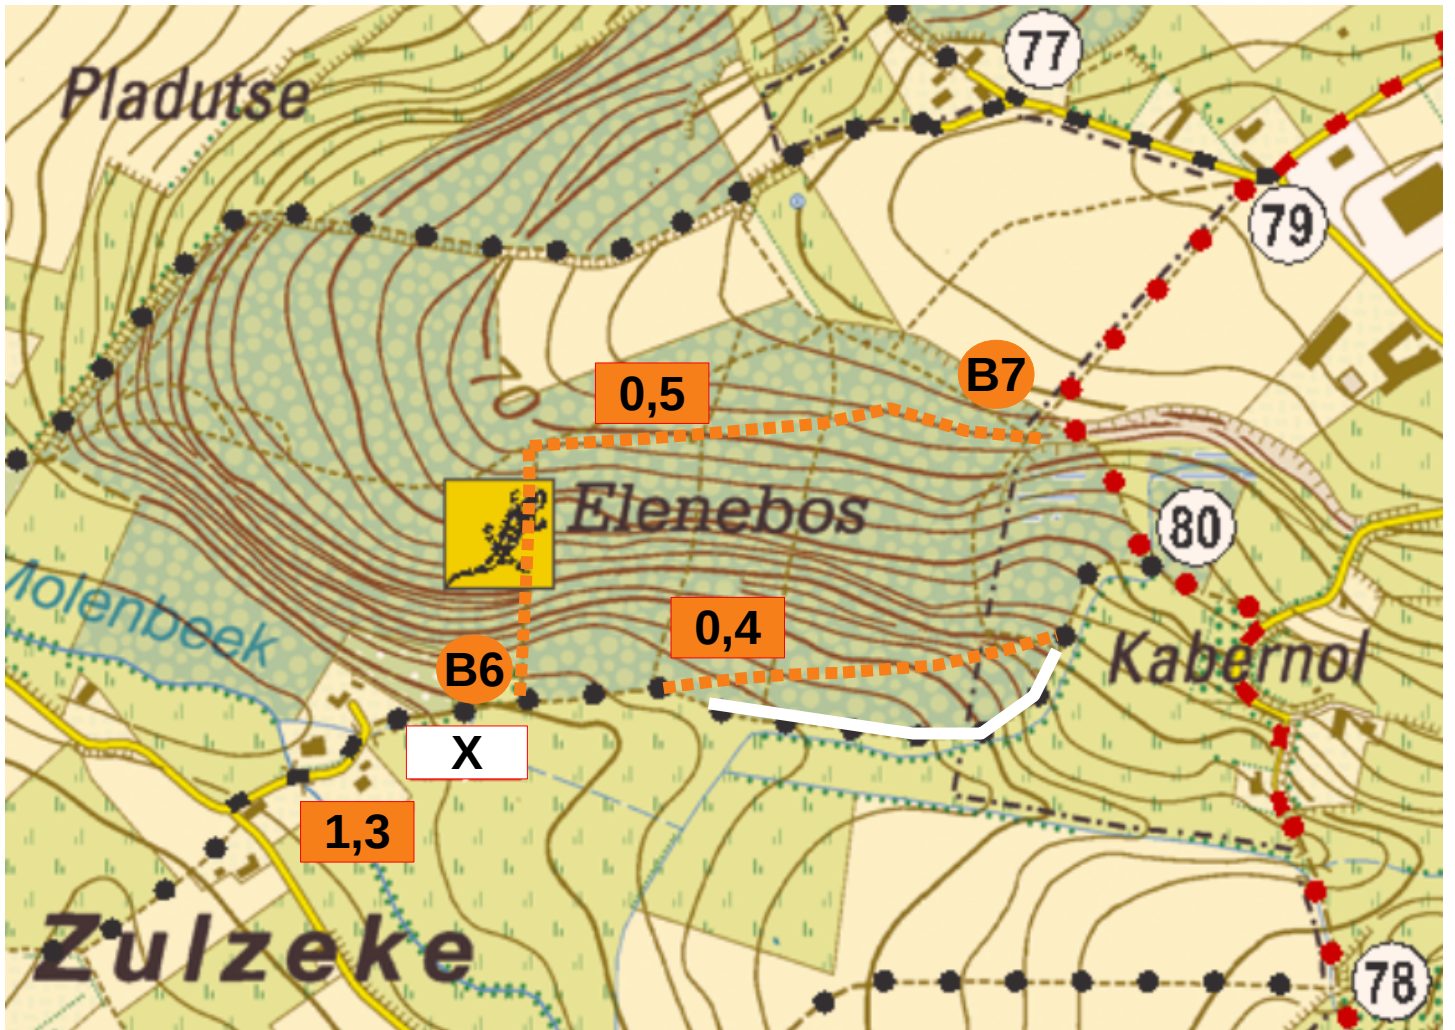 77
Pladutse
79
B7
0,5
Elenebos
80
Molenbeek
0,4
Kabernol
B6
X
1,3
Zulzeke
78